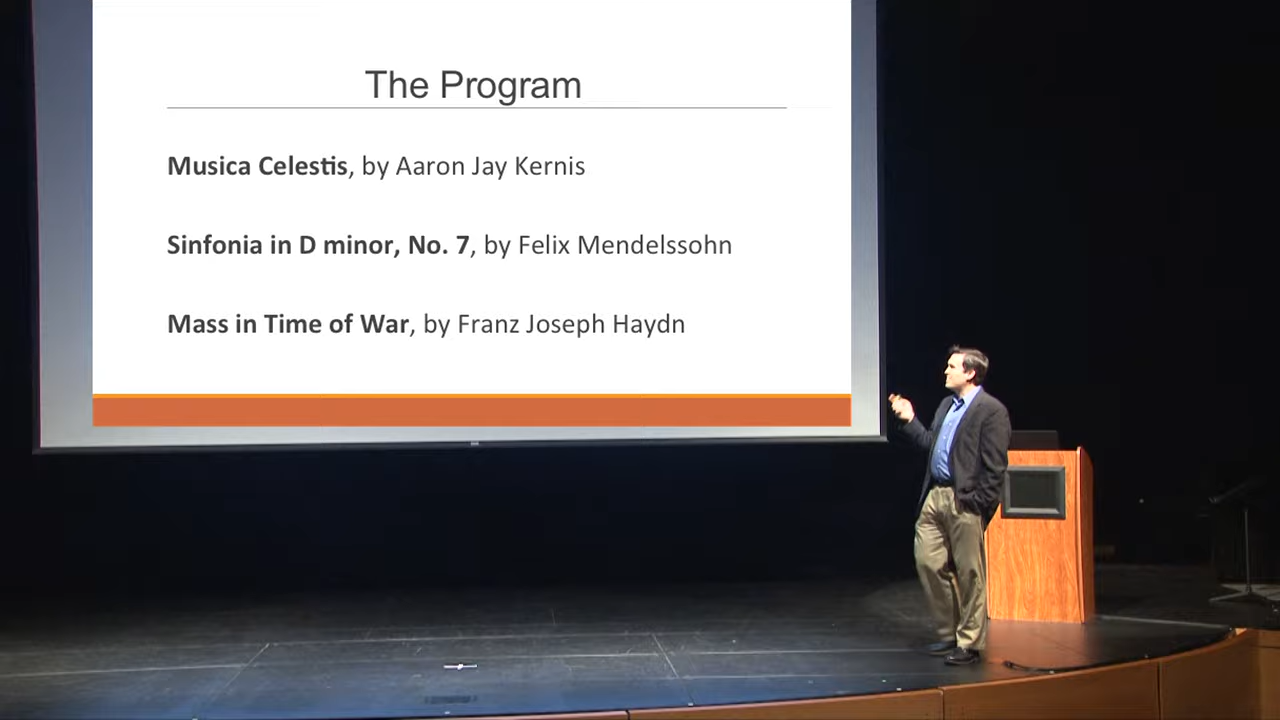 The Program
Musica Celestis, by Aaron Jay Kernis
Sinfonia in D minor, No. 7, by Felix Mendelssohn
Mass in Time of War, by Franz Joseph Haydn